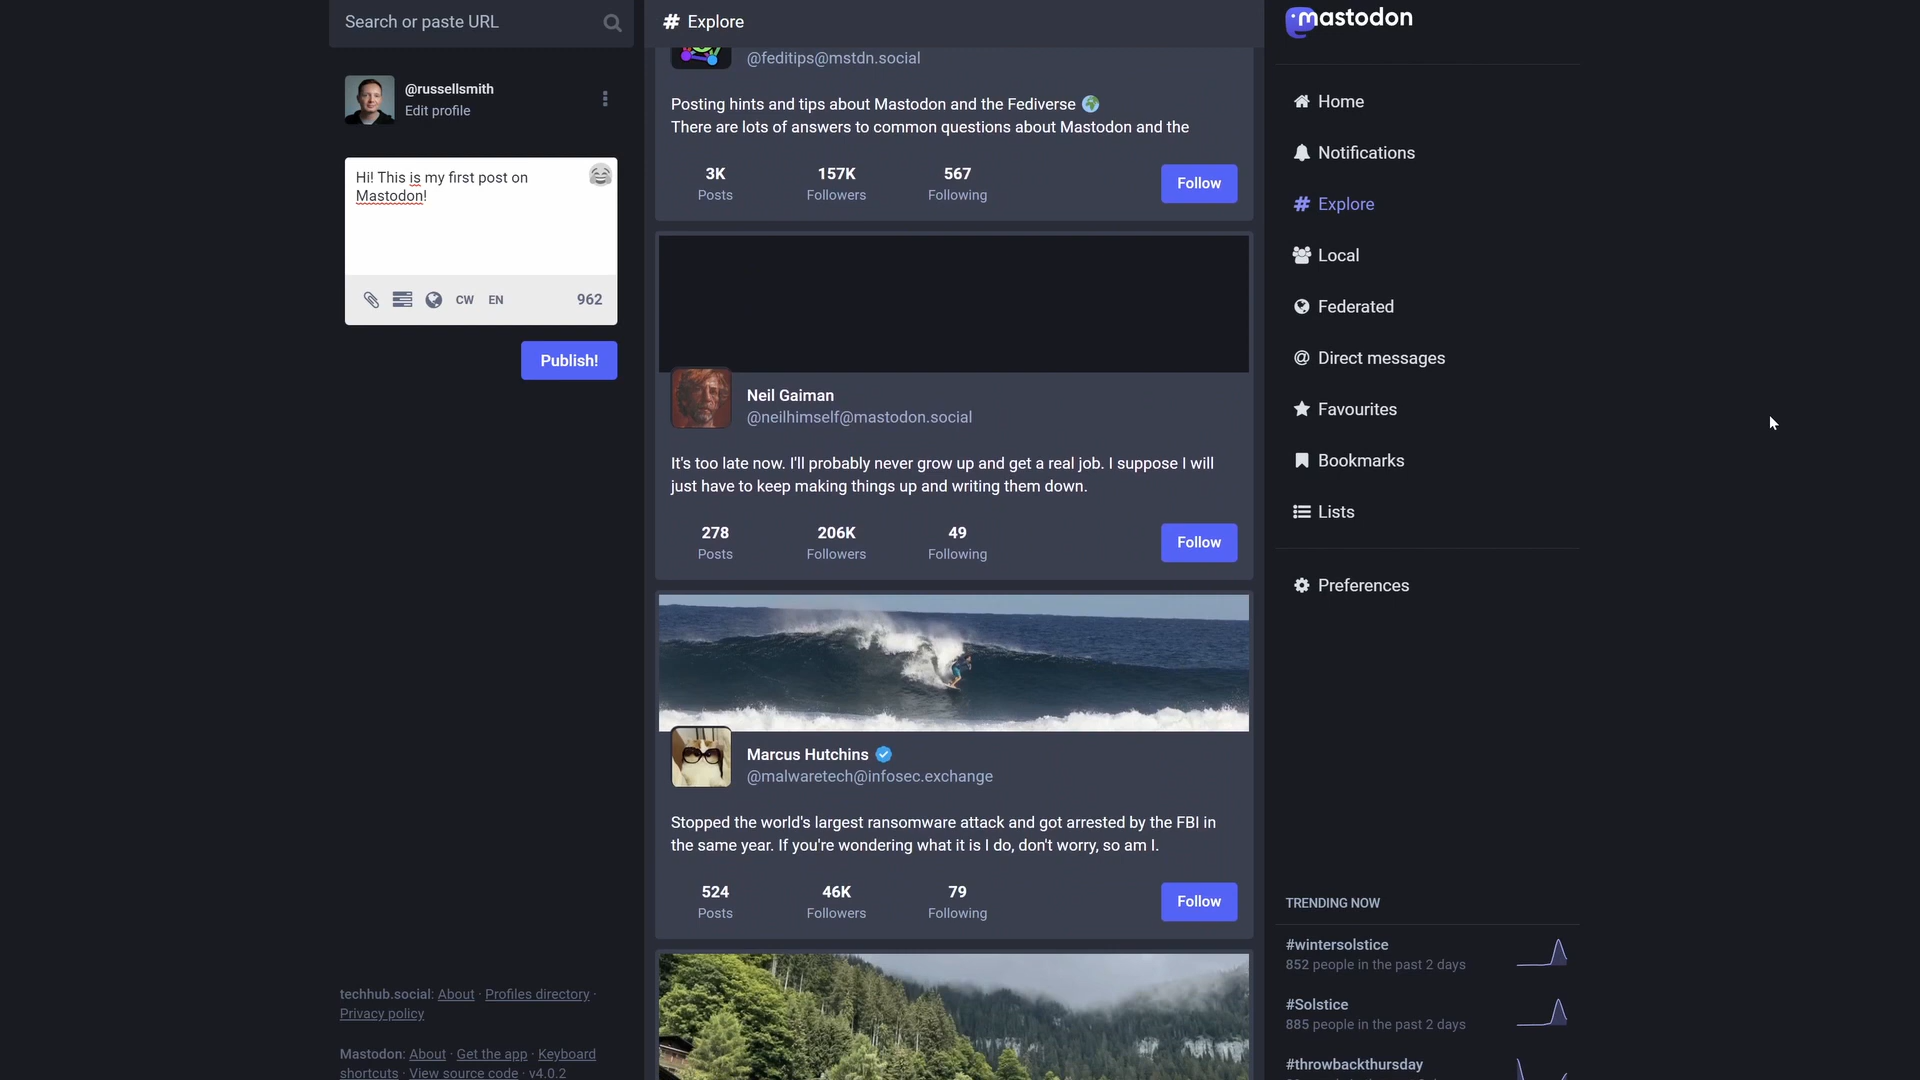 Search or paste URL
@russellsmith
Edit profile
Hi! This is my first post on
Mastodon!
CW EN 962
Publish!
techhub.social: About · Profiles directory ·
Privacy policy
Mastodon: About · Get the app · Keyboard
shortcuts · View source code · v4.0.2
# Explore
@feditips@mstdn.social
Posting hints and tips about Mastodon and the Fediverse
There are lots of answers to common questions about Mastodon and the
3K 157K 567
Posts Followers Following
Follow
Neil Gaiman
@neilhimself@mastodon.social
It's too late now. I'll probably never grow up and get a real job. I suppose I will
just have to keep making things up and writing them down.
278 206K 49
Posts Followers Following
Follow
Marcus Hutchins
@malwaretech@infosec.exchange
Stopped the world's largest ransomware attack and got arrested by the FBI in
the same year. If you're wondering what it is I do, don't worry, so am I.
524 46K 79
Posts Followers Following
Follow
mastodon
Home
Notifications
# Explore
Local
Federated
@ Direct messages
Favourites
Bookmarks
Lists
Preferences
TRENDING NOW
#wintersolstice
852 people in the past 2 days
#Solstice
885 people in the past 2 days
#throwbackthursday